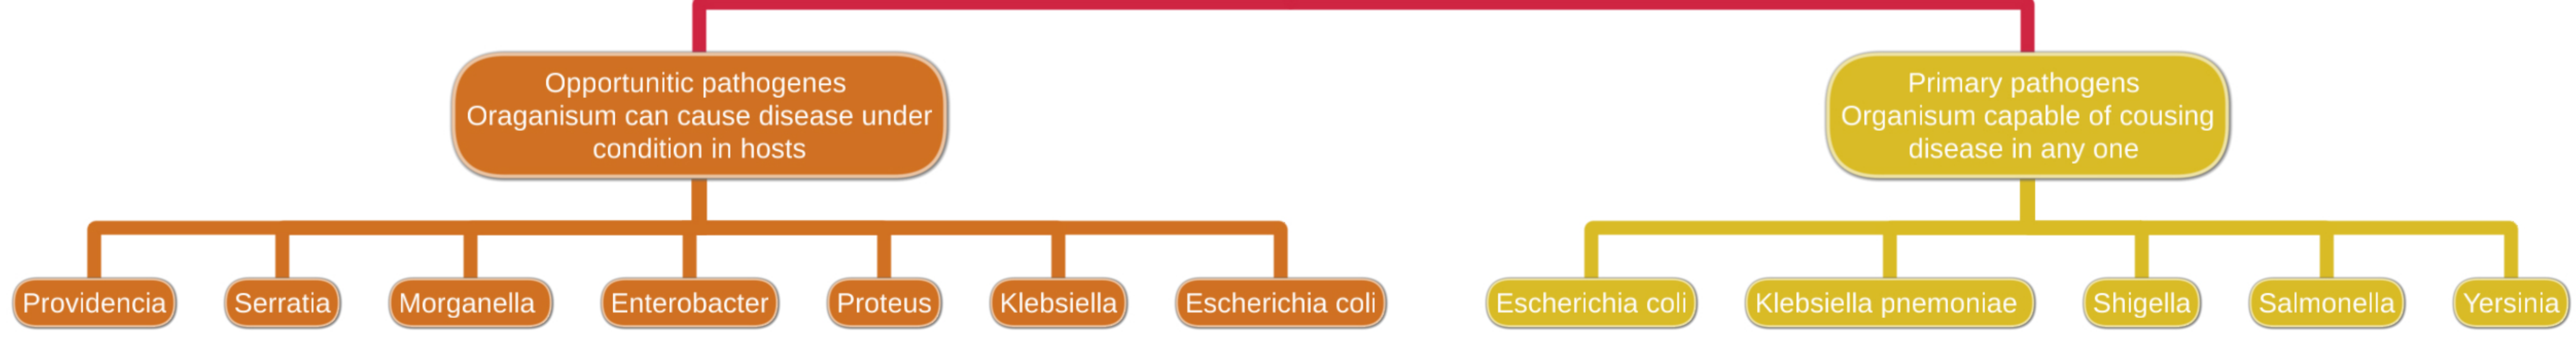 Opportunitic pathogenes
Oraganisum can cause disease under
condition in hosts
Primary pathogens
Organisum capable of cousing
disease in any one
Providencia
Serratia
Morganella
Enterobacter
Proteus
Klebsiella
Escherichia coli
Escherichia coli
Klebsiella pnemoniae
Shigella
Salmonella
Yersinia